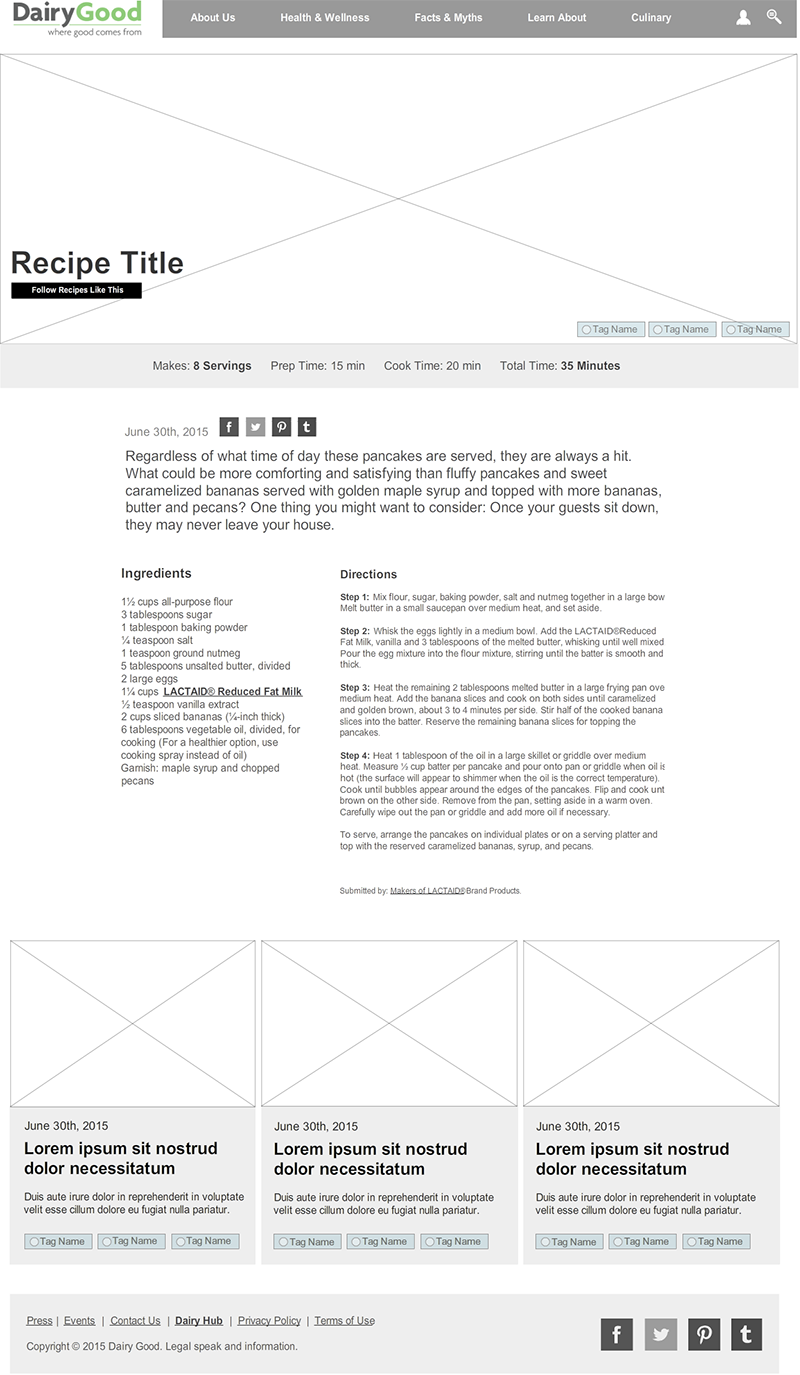 DairyGood
where good comes from
About Us Health & Wellness Facts & Myths Learn About Culinary
Recipe Title
Follow Recipes Like This
Tag Name Tag Name Tag Name
Makes: 8 Servings Prep Time: 15 min Cook Time: 20 min Total Time: 35 Minutes
June 30th, 2015
Regardless of what time of day these pancakes are served, they are always a hit.
What could be more comforting and satisfying than fluffy pancakes and sweet
caramelized bananas served with golden maple syrup and topped with more bananas,
butter and pecans? One thing you might want to consider: Once your guests sit down,
they may never leave your house.
Ingredients
1½ cups all-purpose flour
3 tablespoons sugar
1 tablespoon baking powder
¼ teaspoon salt
1 teaspoon ground nutmeg
5 tablespoons unsalted butter, divided
2 large eggs
1¼ cups LACTAID® Reduced Fat Milk
½ teaspoon vanilla extract
2 cups sliced bananas (¼-inch thick)
6 tablespoons vegetable oil, divided, for
cooking (For a healthier option, use
cooking spray instead of oil)
Garnish: maple syrup and chopped
pecans
Directions
Step 1: Mix flour, sugar, baking powder, salt and nutmeg together in a large bow
Melt butter in a small saucepan over medium heat, and set aside.
Step 2: Whisk the eggs lightly in a medium bowl. Add the LACTAID®Reduced
Fat Milk, vanilla and 3 tablespoons of the melted butter, whisking until well mixed
Pour the egg mixture into the flour mixture, stirring until the batter is smooth and
thick.
Step 3: Heat the remaining 2 tablespoons melted butter in a large frying pan ove
medium heat. Add the banana slices and cook on both sides until caramelized
and golden brown, about 3 to 4 minutes per side. Stir half of the cooked banana
slices into the batter. Reserve the remaining banana slices for topping the
pancakes.
Step 4: Heat 1 tablespoon of the oil in a large skillet or griddle over medium
heat. Measure ⅓ cup batter per pancake and pour onto pan or griddle when oil is
hot (the surface will appear to shimmer when the oil is the correct temperature).
Cook until bubbles appear around the edges of the pancakes. Flip and cook unt
brown on the other side. Remove from the pan, setting aside in a warm oven.
Carefully wipe out the pan or griddle and add more oil if necessary.
To serve, arrange the pancakes on individual plates or on a serving platter and
top with the reserved caramelized bananas, syrup, and pecans.
Submitted by: Makers of LACTAID®Brand Products.
June 30th, 2015
Lorem ipsum sit nostrud
dolor necessitatum
Duis aute irure dolor in reprehenderit in voluptate
velit esse cillum dolore eu fugiat nulla pariatur.
Tag Name Tag Name Tag Name
June 30th, 2015
Lorem ipsum sit nostrud
dolor necessitatum
Duis aute irure dolor in reprehenderit in voluptate
velit esse cillum dolore eu fugiat nulla pariatur.
Tag Name Tag Name Tag Name
June 30th, 2015
Lorem ipsum sit nostrud
dolor necessitatum
Duis aute irure dolor in reprehenderit in voluptate
velit esse cillum dolore eu fugiat nulla pariatur.
Tag Name Tag Name Tag Name
Press | Events | Contact Us | Dairy Hub | Privacy Policy | Terms of Use
Copyright © 2015 Dairy Good. Legal speak and information.